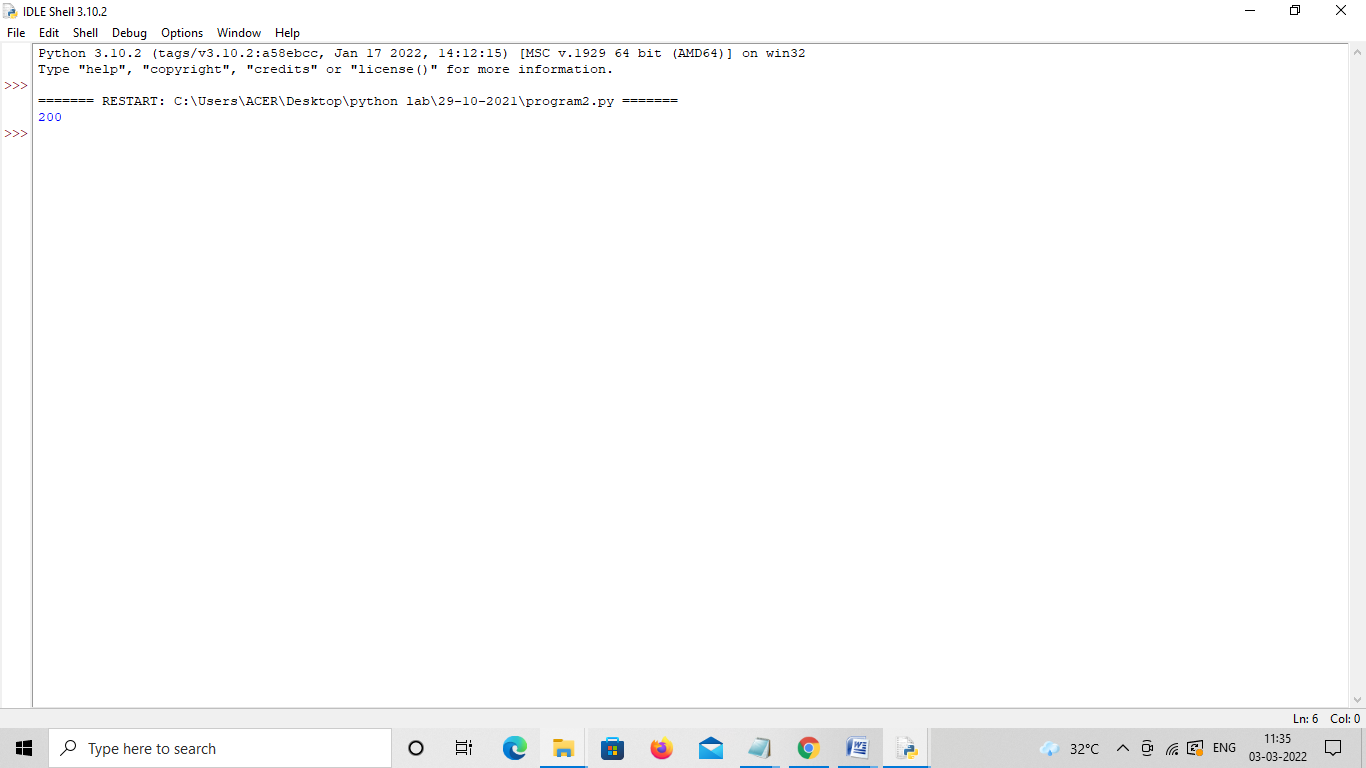 IDLE Shell 3.10.2
File Edit Shell Debug Options Window Help
Python 3.10.2 (tags/v3.10.2:a58ebcc, Jan 17 2022, 14:12:15) [MSC v.1929 64 bit (AMD64)] on win32
Type "help", "copyright", "credits" or "license()" for more information.
>>>
======= RESTART: C:\Users\ACER\Desktop\python lab\29-10-2021\program2.py =======
200
>>>
Ln: 6 Col: 0
Type here to search
32°C
ENG
11:35
03-03-2022